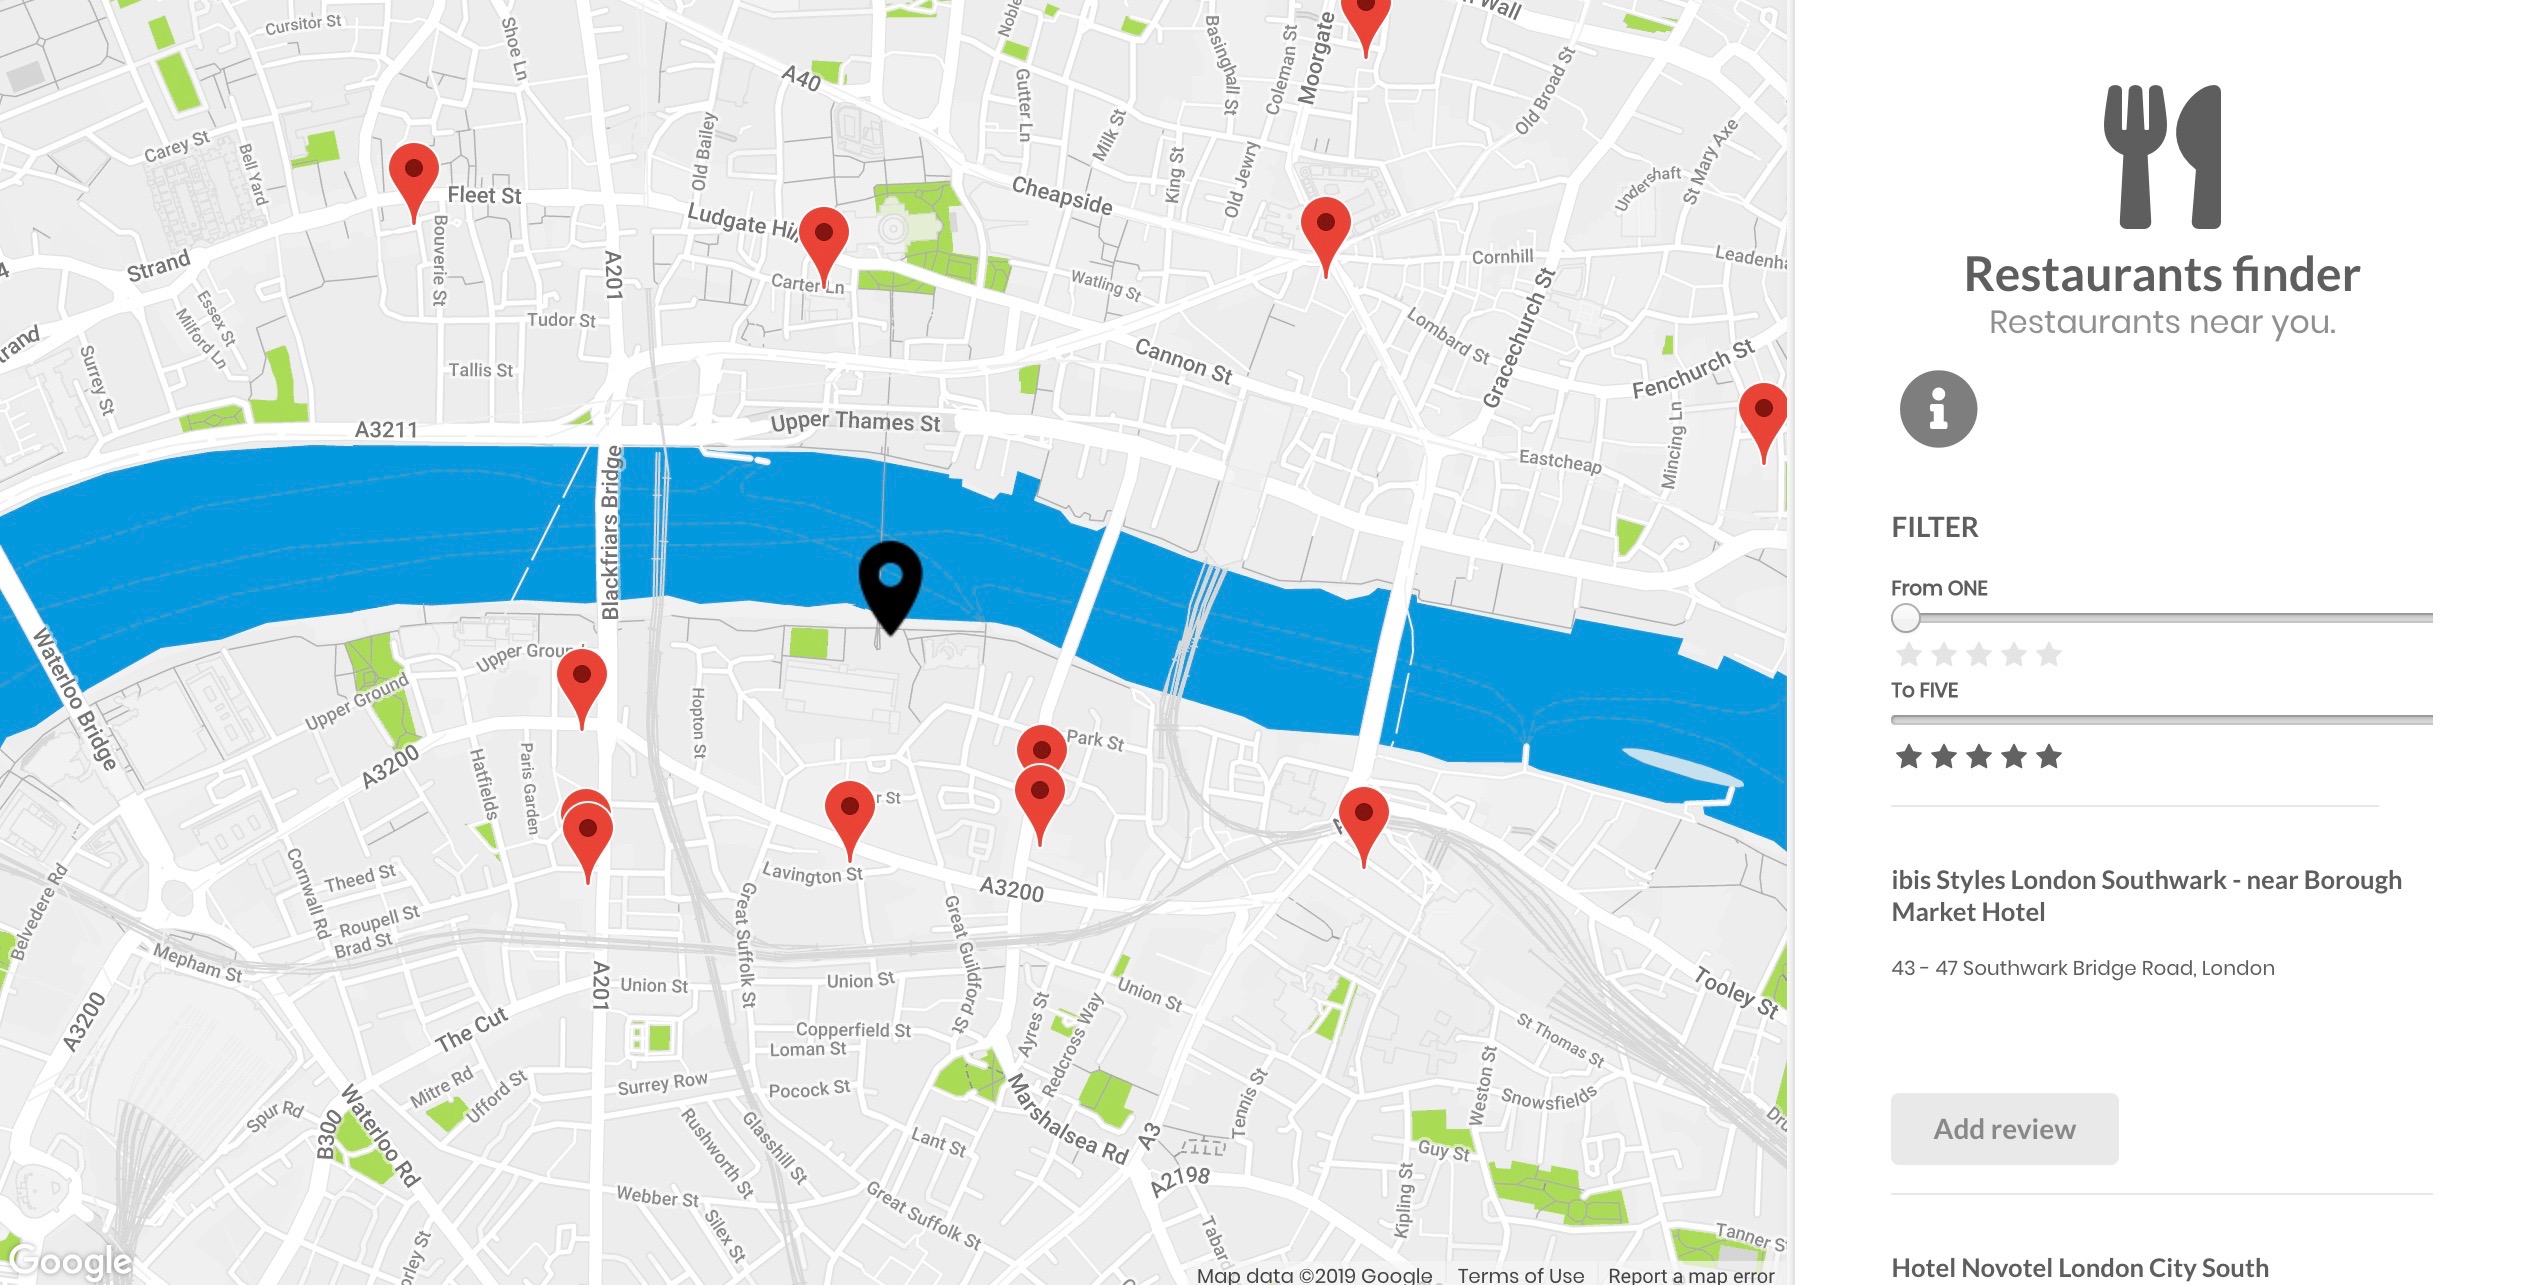 Cursitor St
Shoe Ln
A40
Noble
Basinghall St
Coleman St
Moorgate
Wall
Old Broad St
Gutter Ln
Milk St
King St
Old Jewry
Old Bailey
Carey St
Bell Yard
Fleet St
Bouverie St
Ludgate Hill
Cheapside
Undershaft
St Mary Axe
Strand
Essex St
Milford Ln
A201
Carter Ln
Watling St
Cornhill
Leadenha
Lombard St
Gracechurch St
Fenchurch St
Tudor St
Surrey St
Tallis St
Cannon St
Mincing Ln
A3211
Upper Thames St
Eastcheap
Blackfriars Bridge
Waterloo Bridge
Upper Ground
Upper Ground
Hopton St
Park St
A3200
Hatfields
Paris Garden
r St
Lavington St
A3200
Great Suffolk St
Great Guildford St
Theed St
Cornwall Rd
Roupell St
Brad St
Belvedere Rd
Mepham St
A3200
A201
Union St
Union St
Union St
Tooley St
The Cut
Copperfield St
Loman St
Ayres St
Redcross Way
St Thomas St
Weston St
Snowsfields
Mitre Rd
Ufford St
Surrey Row
Pocock St
Marshalsea Rd
A3
Tennis St
Spur Rd
B300
Waterloo Rd
Rushworth St
Glasshill St
Lant St
Guy St
A2198
Kipling St
Webber St
Silex St
Great Suffolk St
Tabard
Tanner St
Google
Map data ©2019 Google
Terms of Use
Report a map error
Restaurants finder
Restaurants near you.
FILTER
From ONE
To FIVE
ibis Styles London Southwark - near Borough
Market Hotel
43 - 47 Southwark Bridge Road, London
Add review
Hotel Novotel London City South